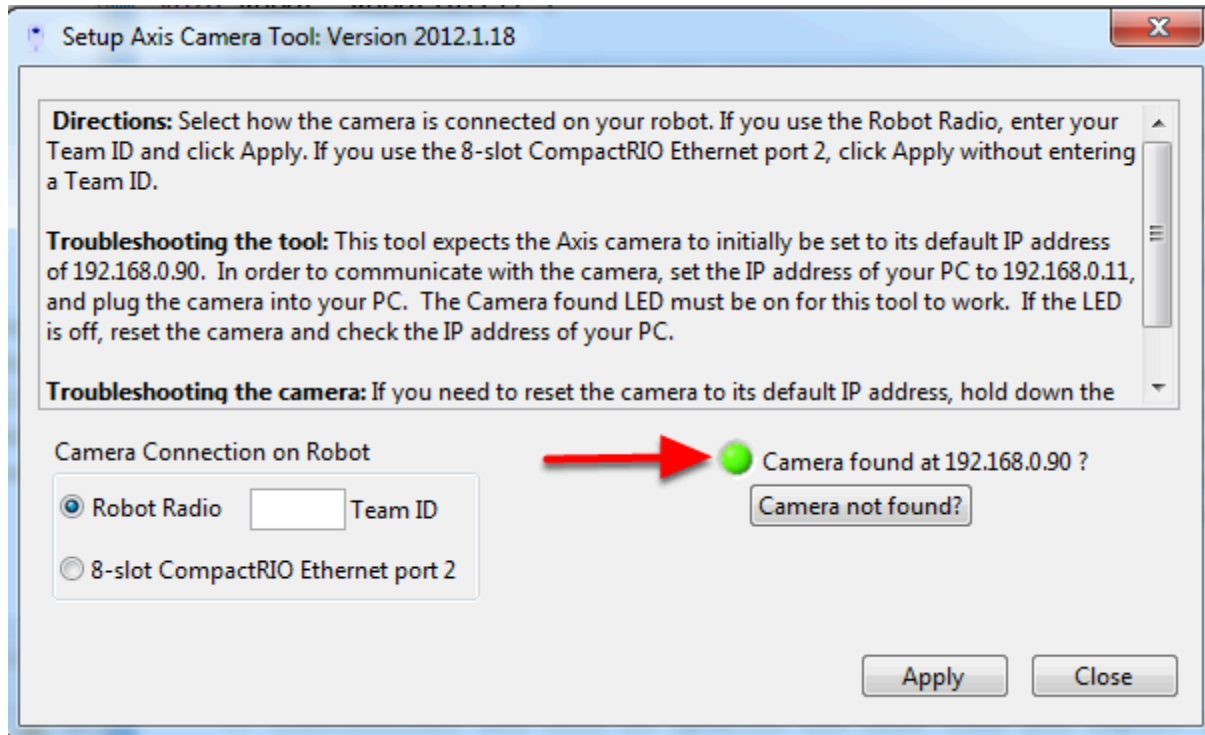 Setup Axis Camera Tool: Version 2012.1.18
Directions: Select how the camera is connected on your robot. If you use the Robot Radio, enter your
Team ID and click Apply. If you use the 8-slot CompactRIO Ethernet port 2, click Apply without entering
a Team ID.
Troubleshooting the tool: This tool expects the Axis camera to initially be set to its default IP address
of 192.168.0.90.  In order to communicate with the camera, set the IP address of your PC to 192.168.0.11,
and plug the camera into your PC.  The Camera found LED must be on for this tool to work.  If the LED
is off, reset the camera and check the IP address of your PC.
Troubleshooting the camera: If you need to reset the camera to its default IP address, hold down the
Camera Connection on Robot
Camera found at 192.168.0.90 ?
Robot Radio Team ID
Camera not found?
8-slot CompactRIO Ethernet port 2
Apply Close